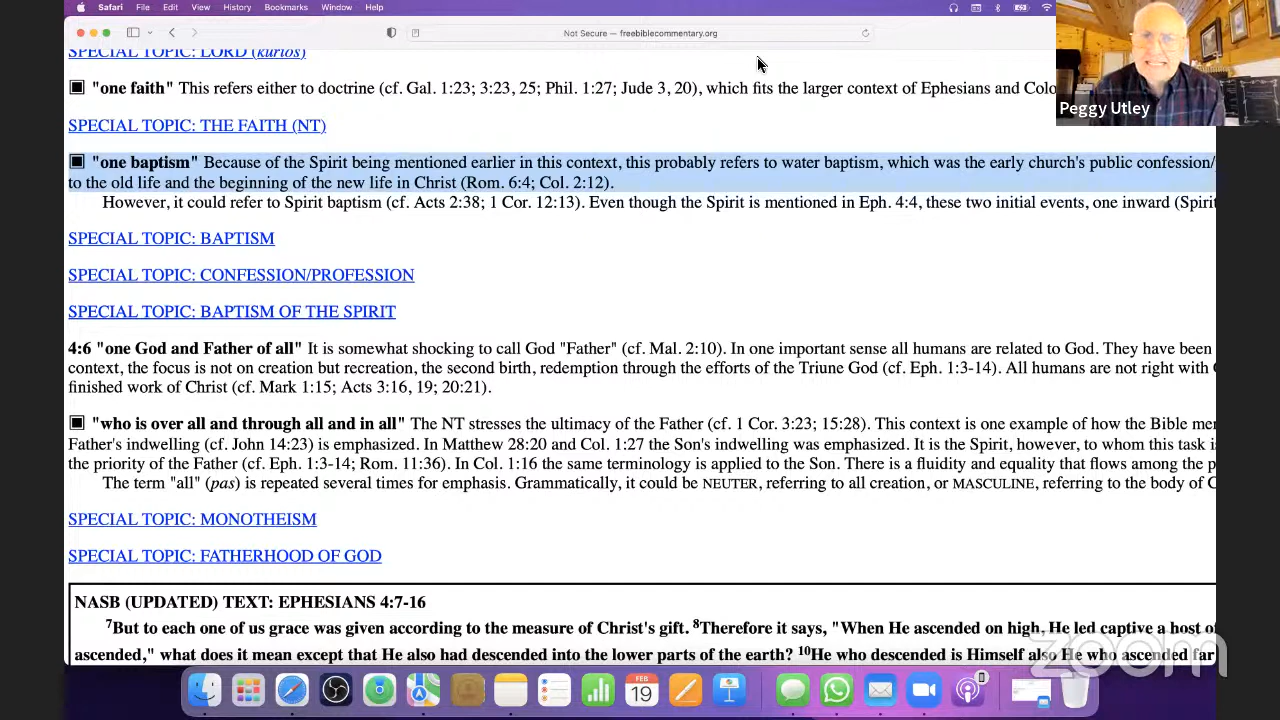 Safari File Edit View History Bookmarks Window Help
Not Secure — freebiblecommentary.org
SPECIAL TOPIC: LORD (kurios)
▣ "one faith" This refers either to doctrine (cf. Gal. 1:23; 3:23, 25; Phil. 1:27; Jude 3, 20), which fits the larger context of Ephesians and Colo
Peggy Utley
SPECIAL TOPIC: THE FAITH (NT)
▣ "one baptism" Because of the Spirit being mentioned earlier in this context, this probably refers to water baptism, which was the early church's public confession/
to the old life and the beginning of the new life in Christ (Rom. 6:4; Col. 2:12).
However, it could refer to Spirit baptism (cf. Acts 2:38; 1 Cor. 12:13). Even though the Spirit is mentioned in Eph. 4:4, these two initial events, one inward (Spirit
SPECIAL TOPIC: BAPTISM
SPECIAL TOPIC: CONFESSION/PROFESSION
SPECIAL TOPIC: BAPTISM OF THE SPIRIT
4:6 "one God and Father of all" It is somewhat shocking to call God "Father" (cf. Mal. 2:10). In one important sense all humans are related to God. They have been
context, the focus is not on creation but recreation, the second birth, redemption through the efforts of the Triune God (cf. Eph. 1:3-14). All humans are not right with
finished work of Christ (cf. Mark 1:15; Acts 3:16, 19; 20:21).
▣ "who is over all and through all and in all" The NT stresses the ultimacy of the Father (cf. 1 Cor. 3:23; 15:28). This context is one example of how the Bible mer
Father's indwelling (cf. John 14:23) is emphasized. In Matthew 28:20 and Col. 1:27 the Son's indwelling was emphasized. It is the Spirit, however, to whom this task is
the priority of the Father (cf. Eph. 1:3-14; Rom. 11:36). In Col. 1:16 the same terminology is applied to the Son. There is a fluidity and equality that flows among the p
The term "all" (pas) is repeated several times for emphasis. Grammatically, it could be NEUTER, referring to all creation, or MASCULINE, referring to the body of C
SPECIAL TOPIC: MONOTHEISM
SPECIAL TOPIC: FATHERHOOD OF GOD
NASB (UPDATED) TEXT: EPHESIANS 4:7-16
7But to each one of us grace was given according to the measure of Christ's gift. 8Therefore it says, "When He ascended on high, He led captive a host of
ascended," what does it mean except that He also had descended into the lower parts of the earth? 10He who descended is Himself also He who ascended far
zoom
FEB
19